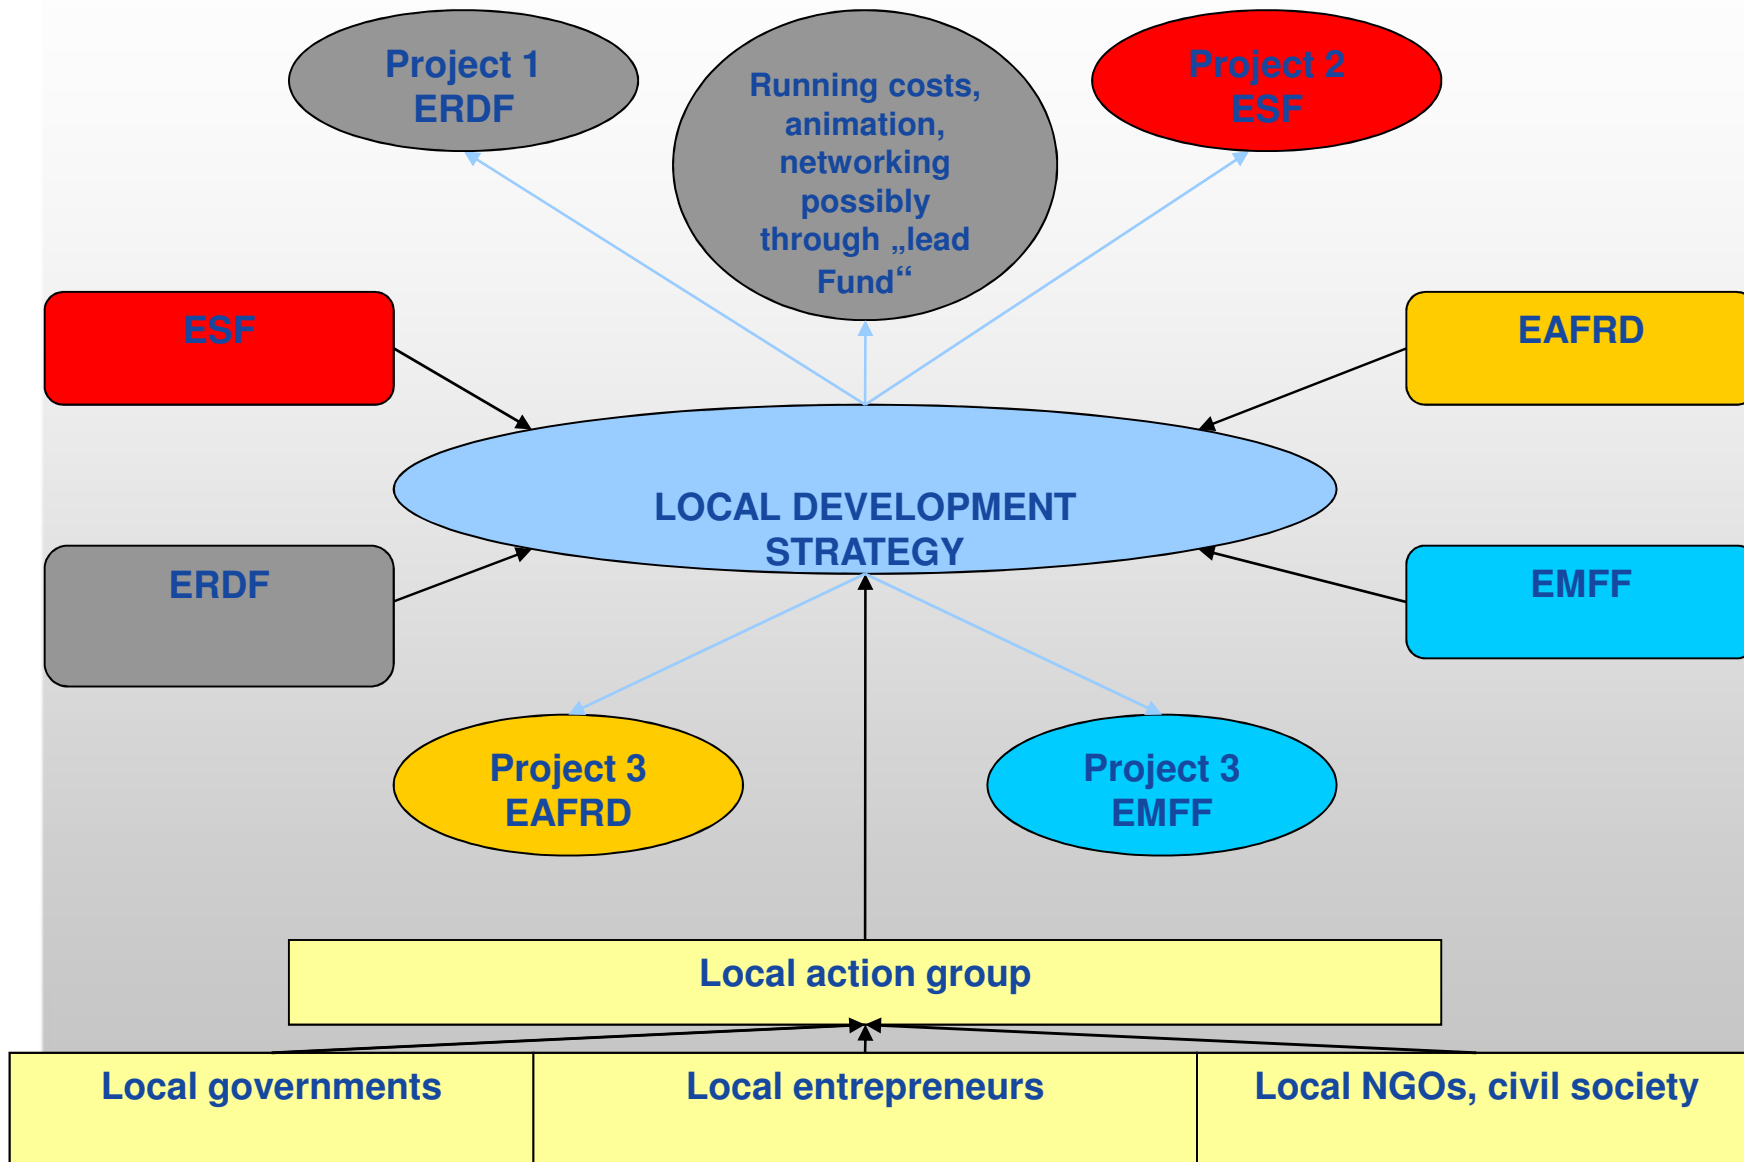 Project 1
ERDF
Running costs,
animation,
networking
possibly
through „lead
Fund“
Project 2
ESF
ESF
EAFRD
LOCAL DEVELOPMENT
STRATEGY
ERDF
EMFF
Project 3
EAFRD
Project 3
EMFF
Local action group
Local governments
Local entrepreneurs
Local NGOs, civil society